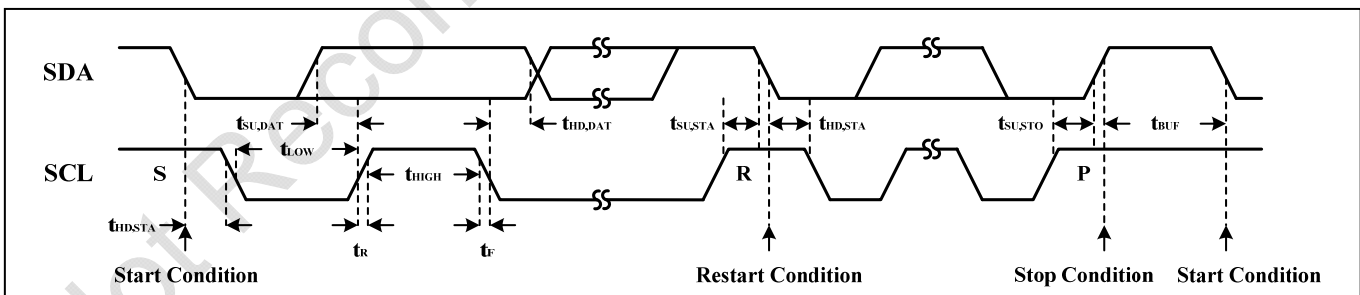 SDA
tSU,DAT
tHD,DAT
tSU,STA
tHD,STA
tSU,STO
tBUF
tLOW
SCL
S
tHIGH
R
P
tHD,STA
tR
tF
Start Condition
Restart Condition
Stop Condition
Start Condition